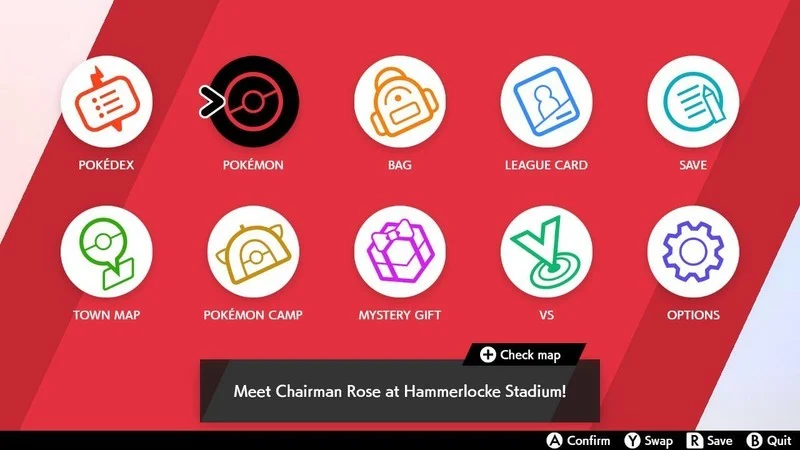 POKÉDEX
POKÉMON
BAG
LEAGUE CARD
SAVE
TOWN MAP
POKÉMON CAMP
MYSTERY GIFT
VS
OPTIONS
+ Check map
Meet Chairman Rose at Hammerlocke Stadium!
A Confirm Y Swap R Save B Quit